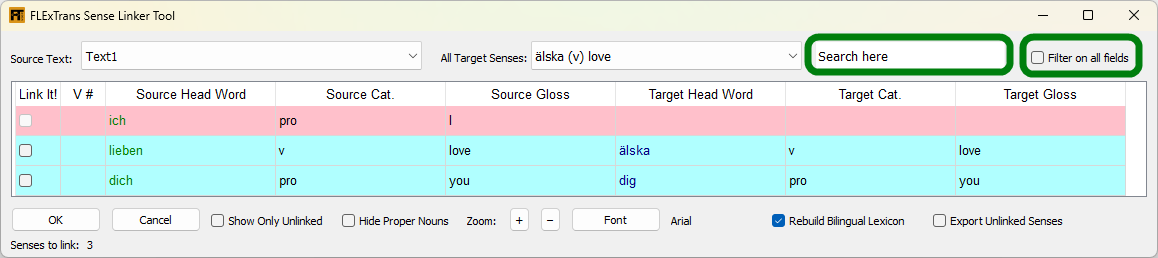 FLExTrans Sense Linker Tool
Source Text: Text1 All Target Senses: älska (v) love Search here Filter on all fields
Link It! V # Source Head Word Source Cat. Source Gloss Target Head Word Target Cat. Target Gloss
ich pro I
lieben v love älska v love
dich pro you dig pro you
OK Cancel Show Only Unlinked Hide Proper Nouns Zoom: + − Font Arial Rebuild Bilingual Lexicon Export Unlinked Senses
Senses to link: 3